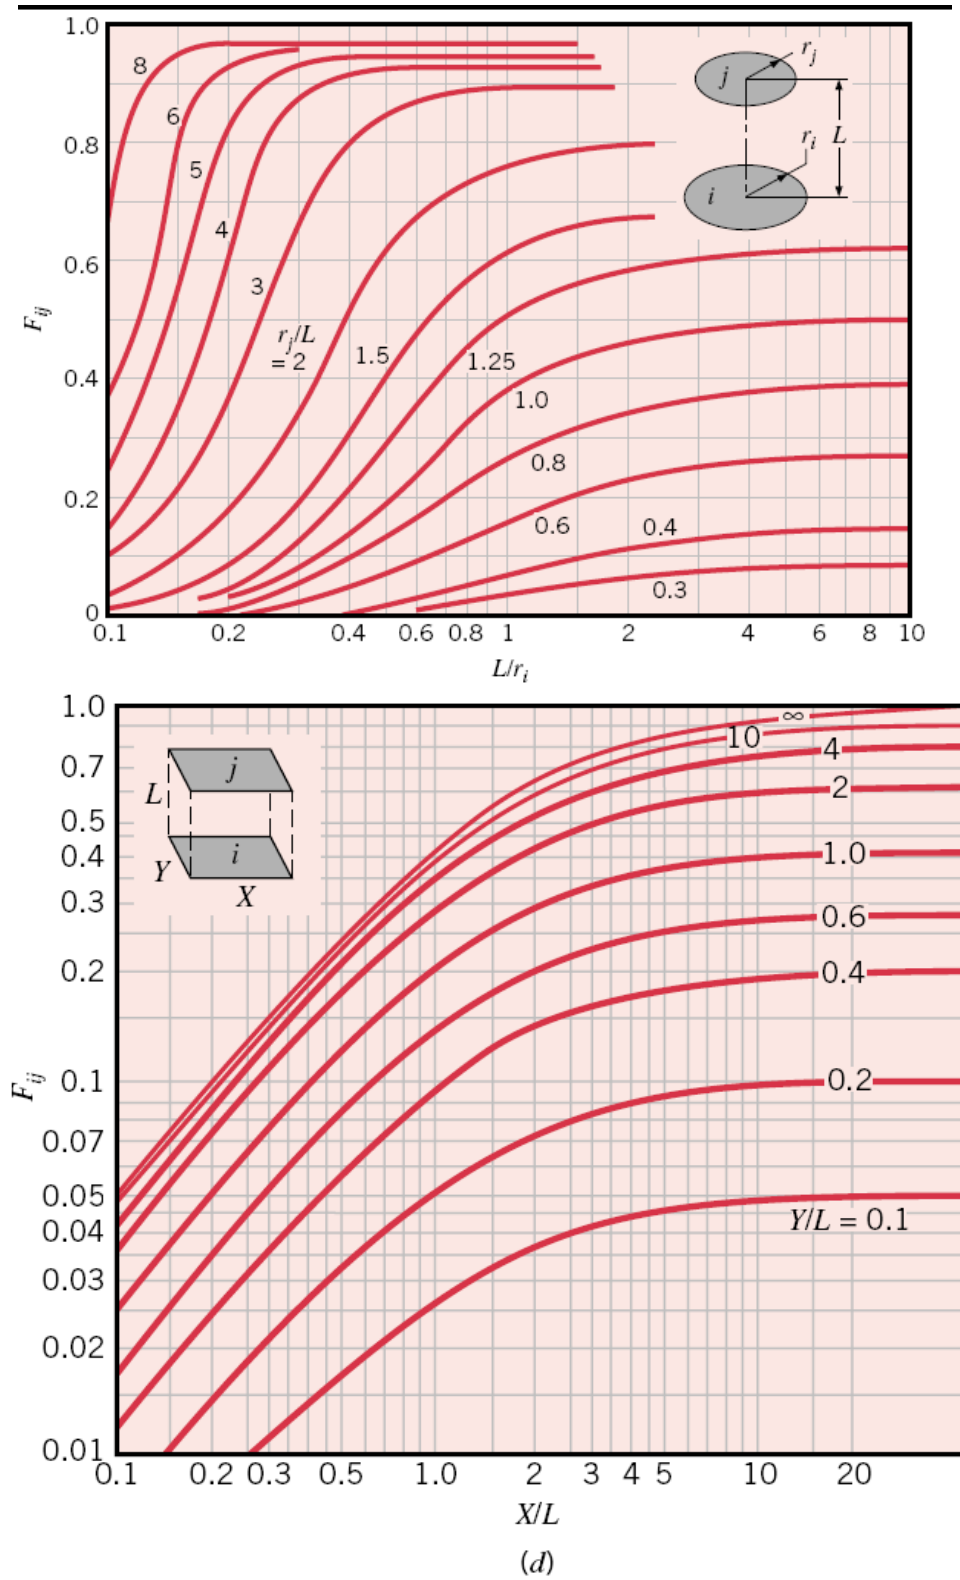 1.0
0.8
0.6
0.4
0.2
0
F_ij
8
6
5
4
3
r_j/L
= 2
1.5
1.25
1.0
0.8
0.6
0.4
0.3
j
r_j
r_i
L
i
0.1 0.2 0.4 0.6 0.8 1 2 4 6 8 10
L/r_i
1.0
0.7
0.5
0.4
0.3
0.2
0.1
0.07
0.05
0.04
0.03
0.02
0.01
F_ij
j
L
i
Y
X
∞
10
4
2
1.0
0.6
0.4
0.2
Y/L = 0.1
0.1 0.2 0.3 0.5 1.0 2 3 4 5 10 20
X/L
(d)